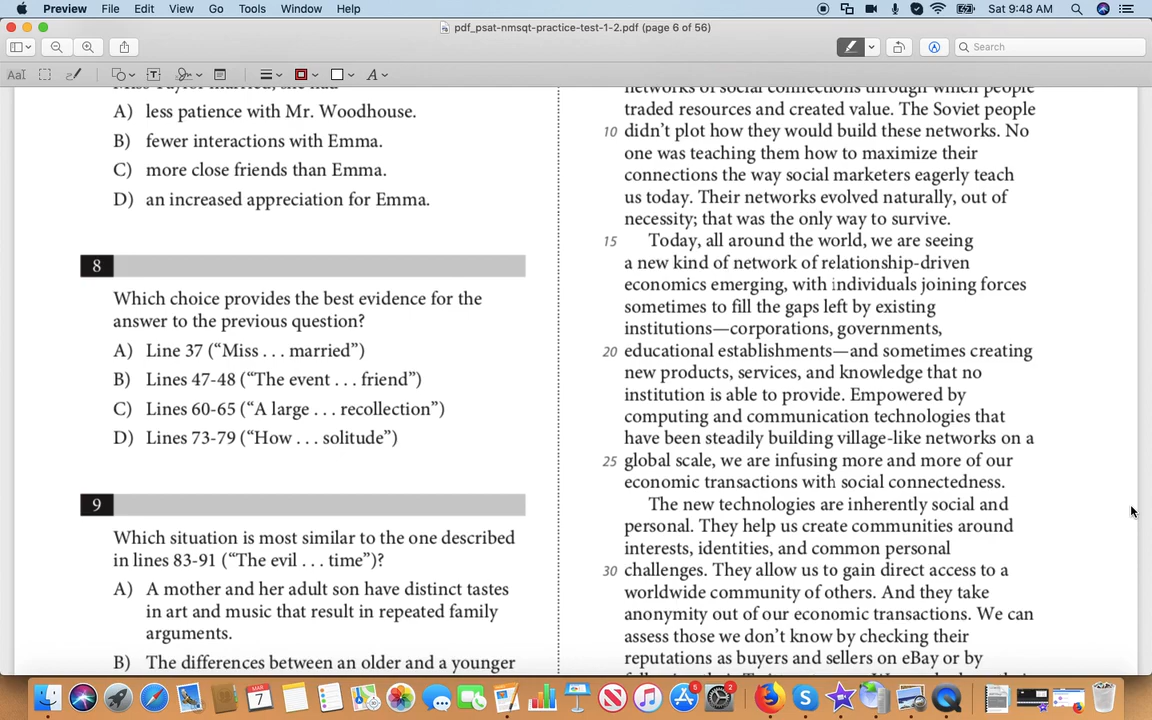 Preview File Edit View Go Tools Window Help
Sat 9:48 AM
pdf_psat-nmsqt-practice-test-1-2.pdf (page 6 of 56)
Search
AaI
A
A) less patience with Mr. Woodhouse.
B) fewer interactions with Emma.
C) more close friends than Emma.
D) an increased appreciation for Emma.
8
Which choice provides the best evidence for the
answer to the previous question?
A) Line 37 (“Miss . . . married”)
B) Lines 47-48 (“The event . . . friend”)
C) Lines 60-65 (“A large . . . recollection”)
D) Lines 73-79 (“How . . . solitude”)
9
Which situation is most similar to the one described
in lines 83-91 (“The evil . . . time”)?
A) A mother and her adult son have distinct tastes
in art and music that result in repeated family
arguments.
B) The differences between an older and a younger
networks of social connections through which people
traded resources and created value. The Soviet people
10 didn’t plot how they would build these networks. No
one was teaching them how to maximize their
connections the way social marketers eagerly teach
us today. Their networks evolved naturally, out of
necessity; that was the only way to survive.
15 Today, all around the world, we are seeing
a new kind of network of relationship-driven
economics emerging, with individuals joining forces
sometimes to fill the gaps left by existing
institutions—corporations, governments,
20 educational establishments—and sometimes creating
new products, services, and knowledge that no
institution is able to provide. Empowered by
computing and communication technologies that
have been steadily building village-like networks on a
25 global scale, we are infusing more and more of our
economic transactions with social connectedness.
The new technologies are inherently social and
personal. They help us create communities around
interests, identities, and common personal
30 challenges. They allow us to gain direct access to a
worldwide community of others. And they take
anonymity out of our economic transactions. We can
assess those we don’t know by checking their
reputations as buyers and sellers on eBay or by
MAR
7
6
2